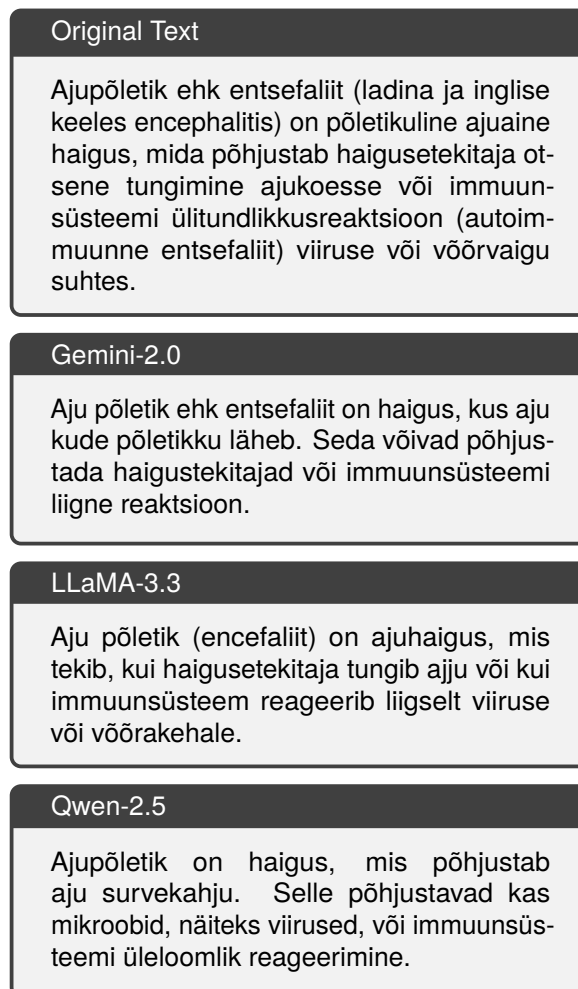 Original Text
Ajupõletik ehk entsefaliit (ladina ja inglise
keeles encephalitis) on põletikuline ajuaine
haigus, mida põhjustab haigusetekitaja ot-
sene tungimine ajukoesse või immuun-
süsteemi ülitundlikkusreaktsioon (autoim-
muunne entsefaliit) viiruse või võõrvaigu
suhtes.
Gemini-2.0
Aju põletik ehk entsefaliit on haigus, kus aju
kude põletikku läheb. Seda võivad põhjus-
tada haigustekitajad või immuunsüsteemi
liigne reaktsioon.
LLaMA-3.3
Aju põletik (encefaliit) on ajuhaigus, mis
tekib, kui haigusetekitaja tungib ajju või kui
immuunsüsteem reageerib liigselt viiruse
või võõrakehale.
Qwen-2.5
Ajupõletik on haigus, mis põhjustab
aju survekahju. Selle põhjustavad kas
mikroobid, näiteks viirused, või immuunsüs-
teemi üleloomlik reageerimine.